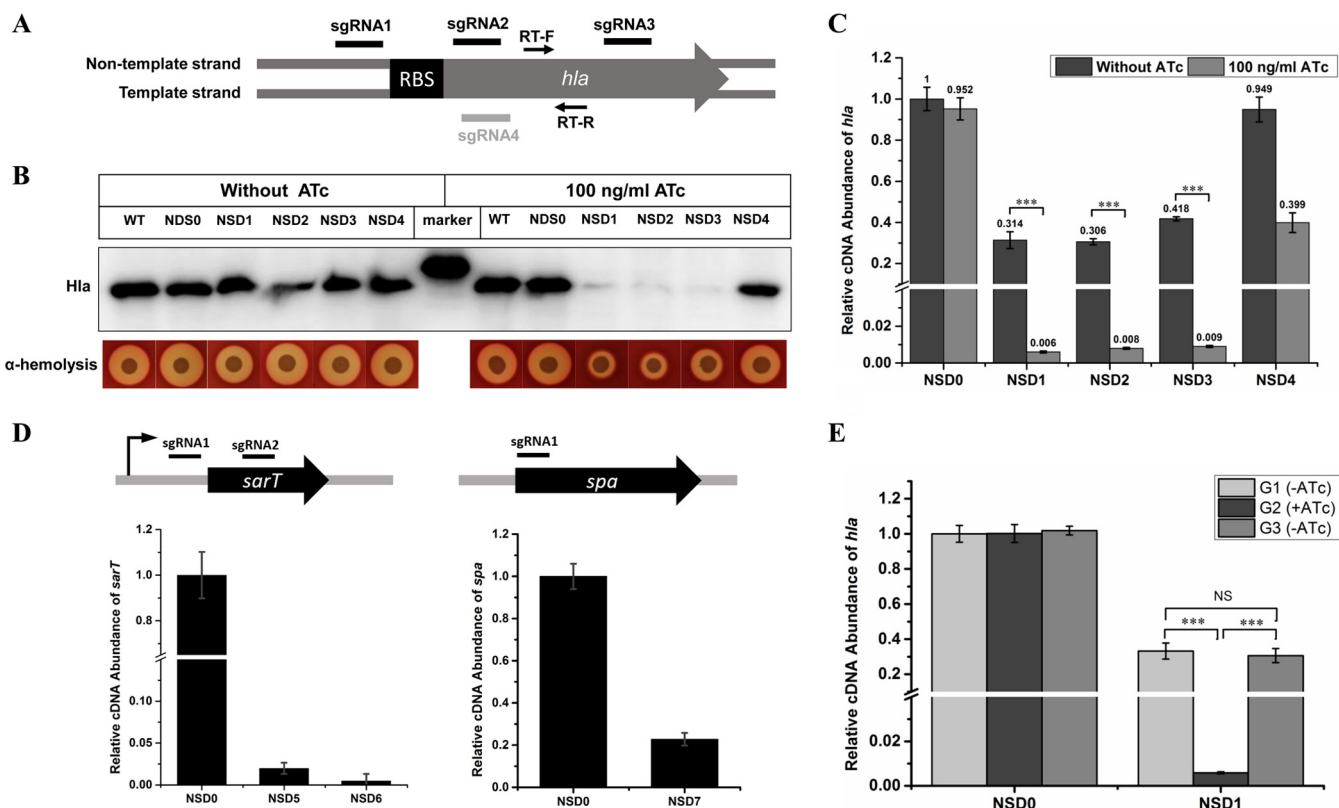 A
sgRNA1
sgRNA2
sgRNA3
RT-F
Non-template strand
RBS
hla
Template strand
sgRNA4
RT-R
B
Without ATc
100 ng/ml ATc
WT NDS0 NSD1 NSD2 NSD3 NSD4 marker WT NDS0 NSD1 NSD2 NSD3 NSD4
Hla
α-hemolysis
C
Relative cDNA Abundance of hla
Without ATc
100 ng/ml ATc
1.0
0.8
0.6
0.4
0.2
0.02
0.01
0.00
1
0.952
0.314
***
0.006
0.306
***
0.008
0.418
***
0.009
0.949
0.399
NSD0 NSD1 NSD2 NSD3 NSD4
D
sgRNA1
sgRNA2
sarT
Relative cDNA Abundance of sarT
1.2
1.0
0.8
0.10
0.05
0.00
NSD0 NSD5 NSD6
sgRNA1
spa
Relative cDNA Abundance of spa
1.2
1.0
0.8
0.6
0.4
0.2
0.0
NSD0 NSD7
E
Relative cDNA Abundance of hla
G1 (-ATc)
G2 (+ATc)
G3 (-ATc)
1.2
1.0
0.8
0.6
0.4
0.2
0.02
0.00
NS
***
***
NSD0 NSD1